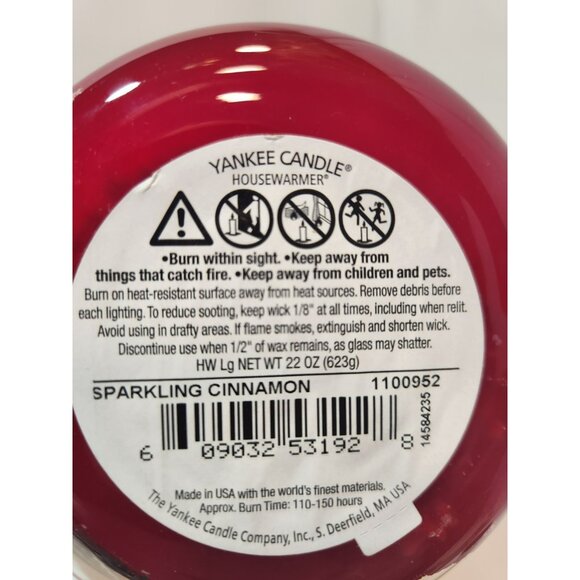 YANKEE CANDLE®
HOUSEWARMER®
•Burn within sight. •Keep away from
things that catch fire. •Keep away from children and pets.
Burn on heat-resistant surface away from heat sources. Remove debris before
each lighting. To reduce sooting, keep wick 1/8" at all times, including when relit.
Avoid using in drafty areas. If flame smokes, extinguish and shorten wick.
Discontinue use when 1/2" of wax remains, as glass may shatter.
HW Lg NET WT 22 OZ (623g)
SPARKLING CINNAMON 1100952
6 09032 53192 8
14584235
Made in USA with the world's finest materials.
Approx. Burn Time: 110-150 hours
The Yankee Candle Company, Inc., S. Deerfield, MA USA